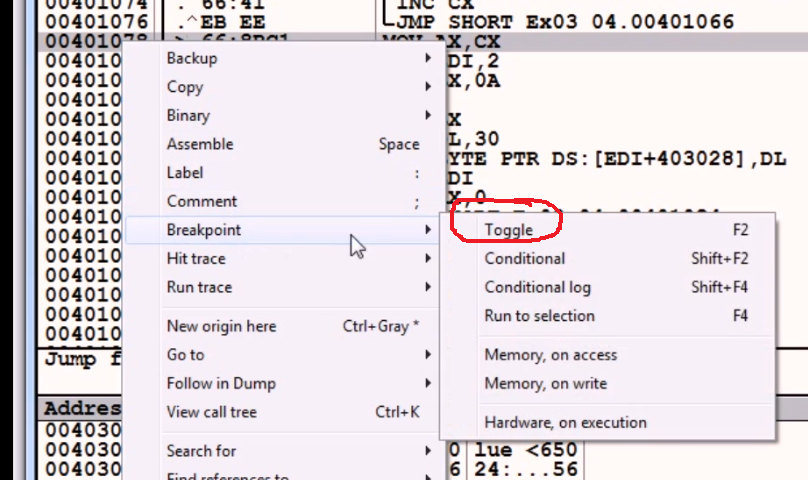 00401074 . 66:41 INC CX
00401076 .^EB EE JMP SHORT Ex03 04.00401066
00401078 > 66:8BC1 MOV AX,CX
004010 DI,2
004010 X,0A
004010
004010 X
004010 L,30
004010 YTE PTR DS:[EDI+403028],DL
004010 DI
004010 X,0
004010
Backup
Copy
Binary
Assemble Space
Label :
Comment ;
Breakpoint
Hit trace
Run trace
New origin here Ctrl+Gray *
Go to
Follow in Dump
View call tree Ctrl+K
Search for
Find references to
Toggle F2
Conditional Shift+F2
Conditional log Shift+F4
Run to selection F4
Memory, on access
Memory, on write
Hardware, on execution
Jump f
Addres
004030
004030 0 lue <650
004030 6 24:...56